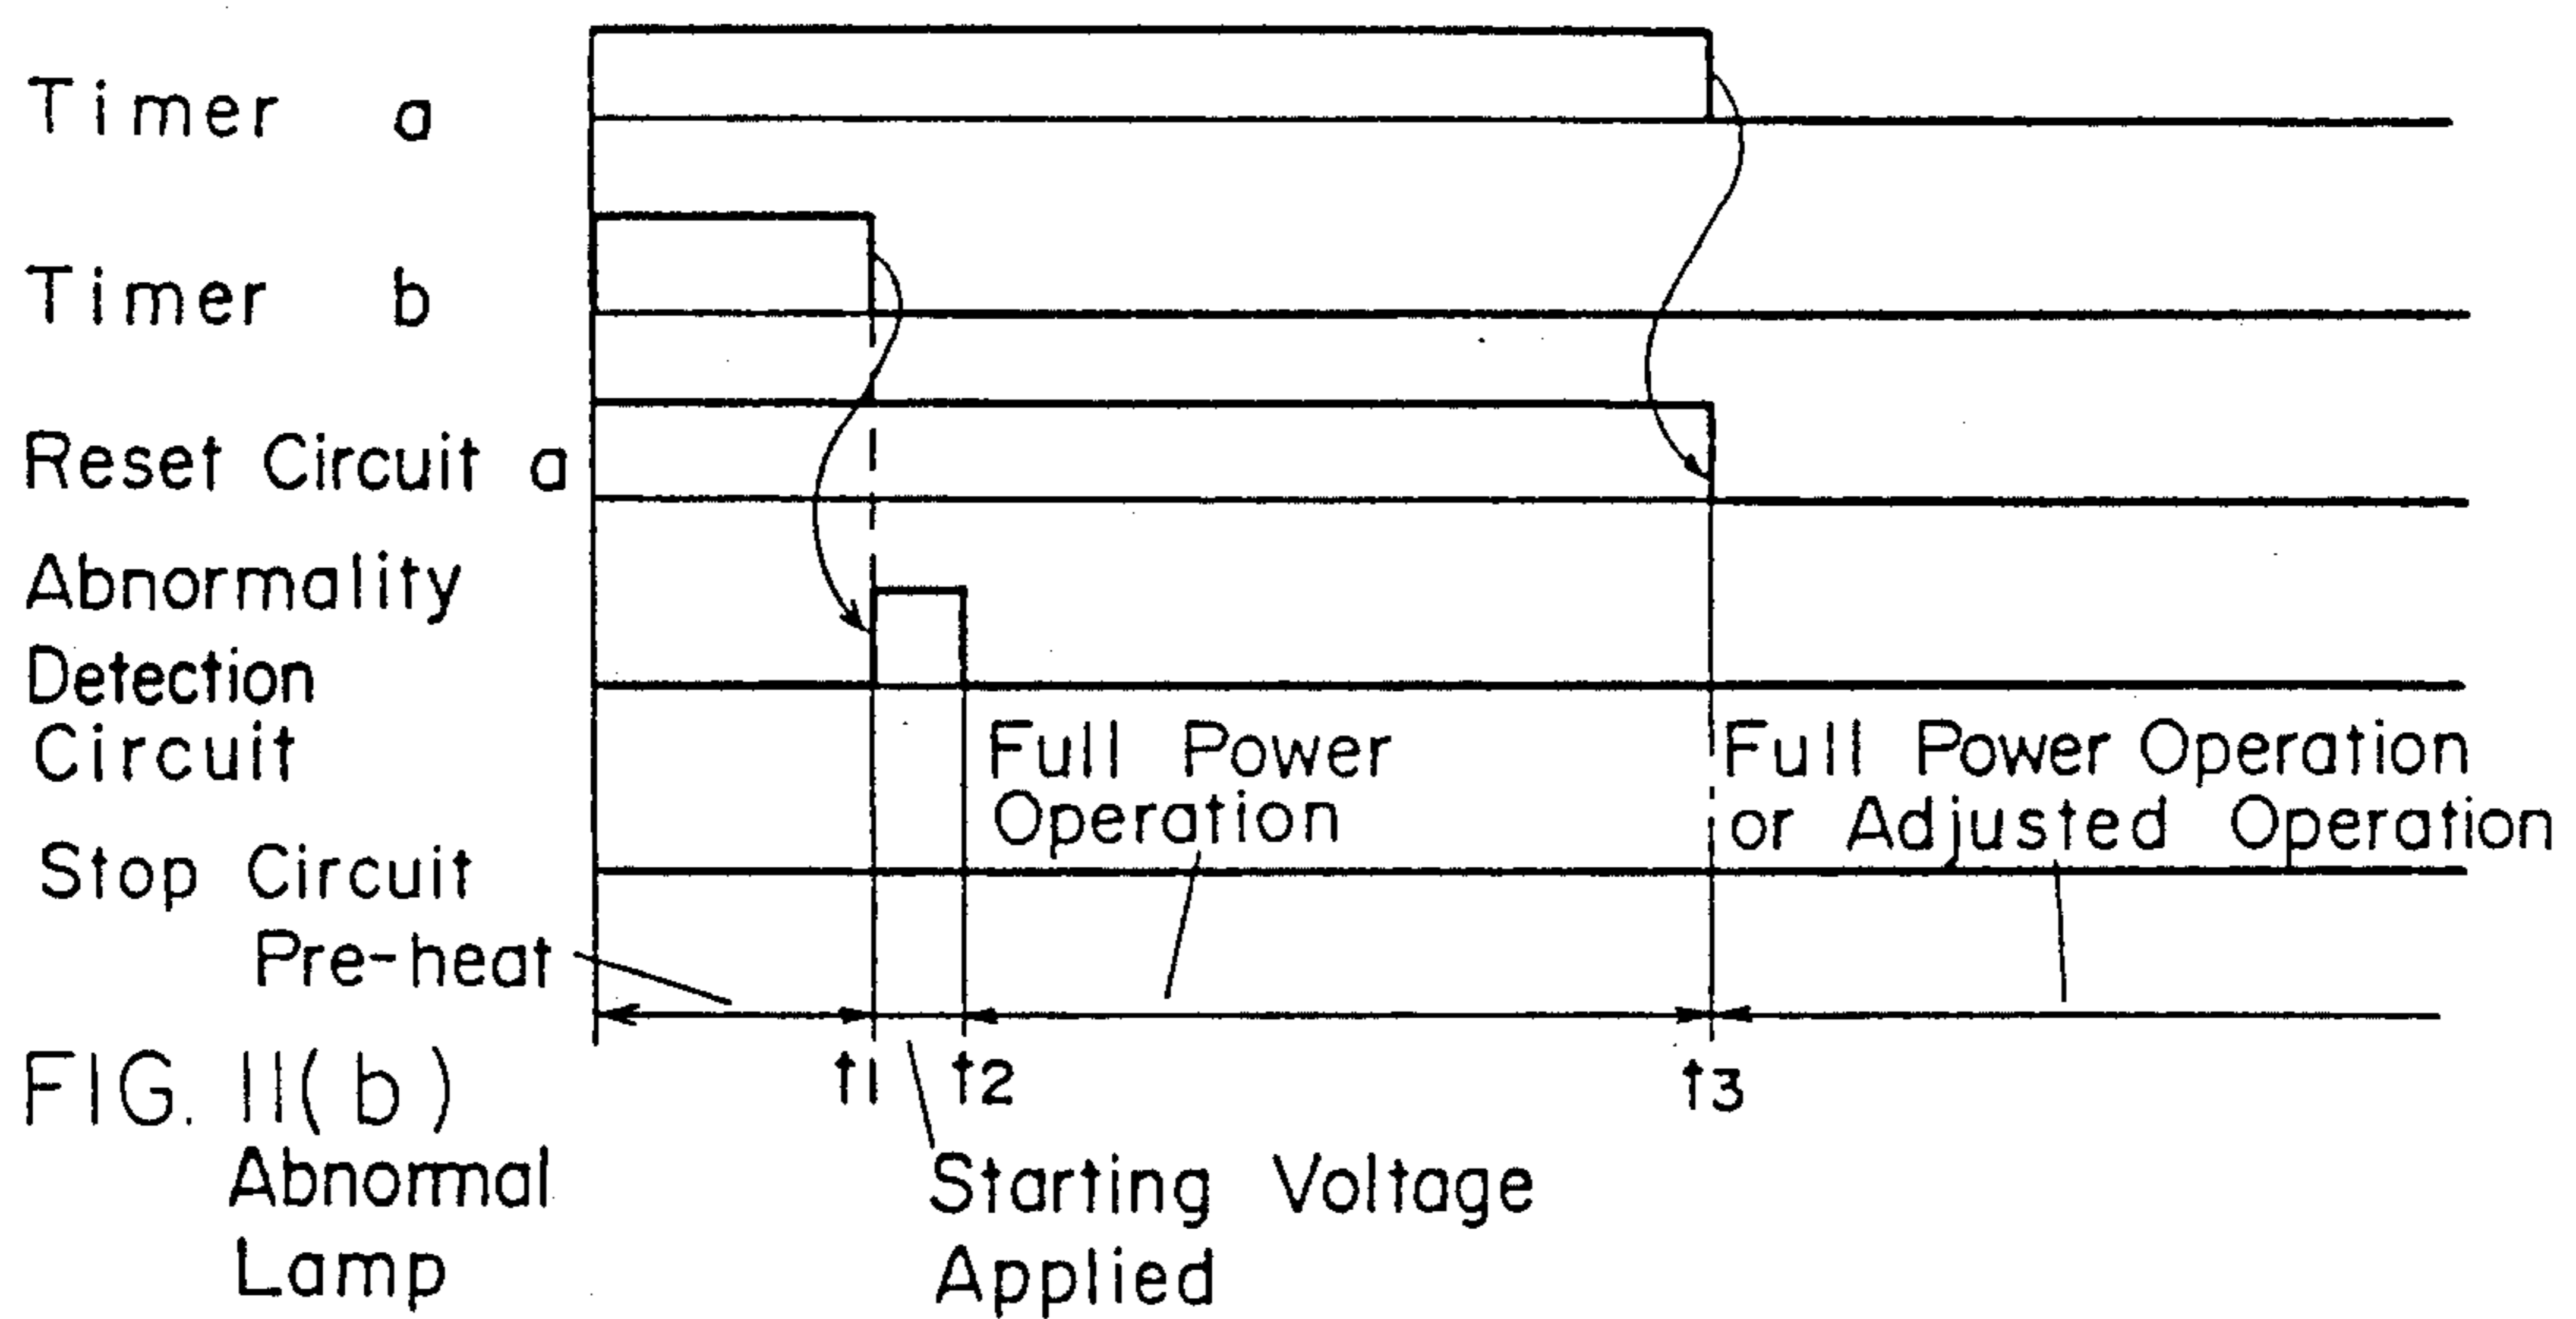 Timer a
Timer b
Reset Circuit a
Abnormality
Detection
Circuit
Full Power
Operation
Full Power Operation
or Adjusted Operation
Stop Circuit
Pre-heat
t1
t2
t3
FIG. 11(b)
Abnormal
Lamp
Starting Voltage
Applied